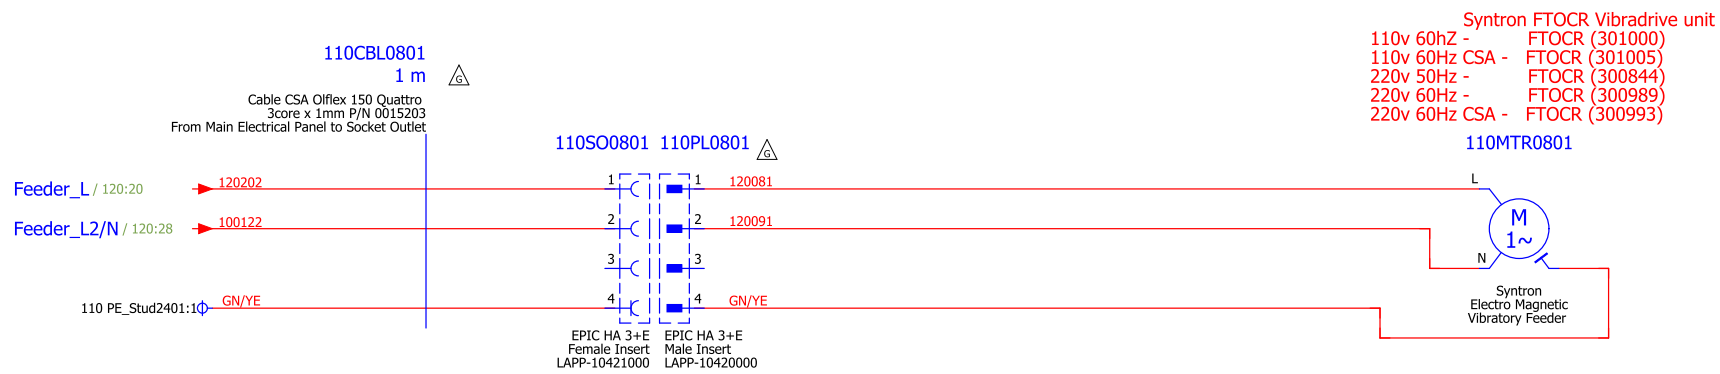 Syntron FTOCR Vibradrive unit
110v 60hZ - FTOCR (301000)
110v 60Hz CSA - FTOCR (301005)
220v 50Hz - FTOCR (300844)
220v 60Hz - FTOCR (300989)
220v 60Hz CSA - FTOCR (300993)
110CBL0801
1 m
G
Cable CSA Olflex 150 Quattro
3core x 1mm P/N 0015203
From Main Electrical Panel to Socket Outlet
110SO0801 110PL0801
G
110MTR0801
Feeder_L / 120:20
120202
1
1
120081
L
Feeder_L2/N / 120:28
100122
2
2
120091
M
1~
N
3
3
110 PE_Stud2401:1
GN/YE
4
4
GN/YE
Syntron
Electro Magnetic
Vibratory Feeder
EPIC HA 3+E
Female Insert
LAPP-10421000
EPIC HA 3+E
Male Insert
LAPP-10420000